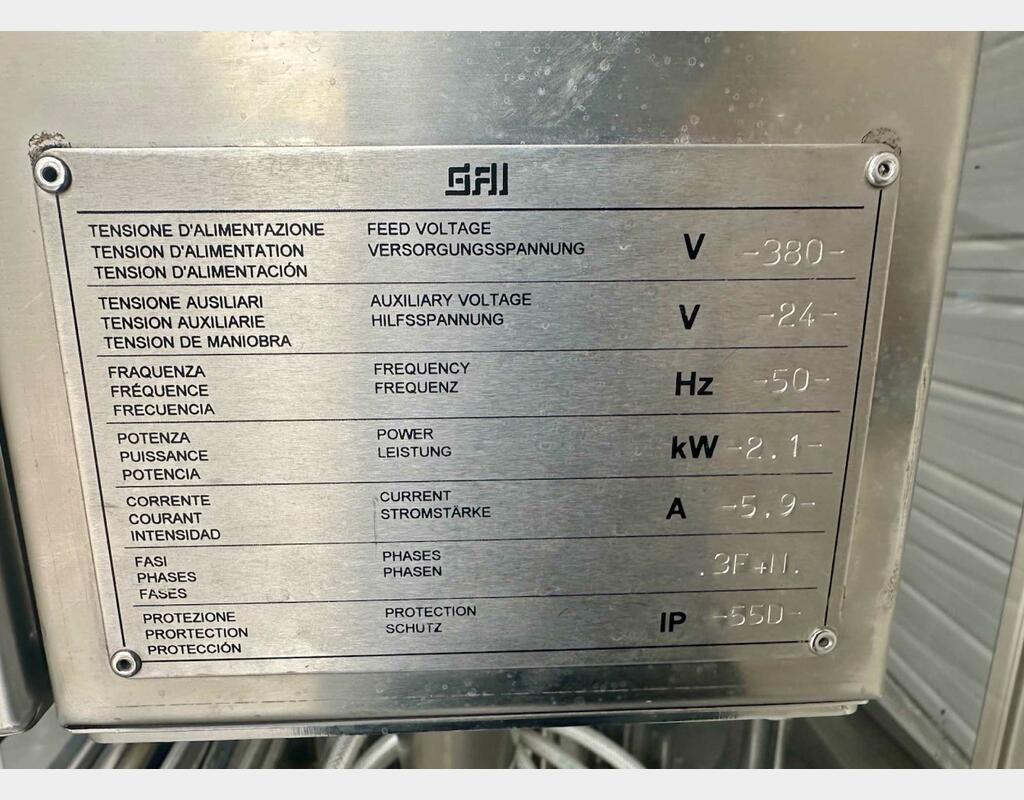 GAI
TENSIONE D'ALIMENTAZIONE FEED VOLTAGE
TENSION D'ALIMENTATION VERSORGUNGSSPANNUNG V -380-
TENSION D'ALIMENTACIÓN
TENSIONE AUSILIARI AUXILIARY VOLTAGE
TENSION AUXILIARIE HILFSSPANNUNG V -24-
TENSION DE MANIOBRA
FRAQUENZA FREQUENCY
FRÉQUENCE FREQUENZ Hz -50-
FRECUENCIA
POTENZA POWER
PUISSANCE LEISTUNG kW -2.1-
POTENCIA
CORRENTE CURRENT
COURANT STROMSTÄRKE A -5.9-
INTENSIDAD
FASI PHASES
PHASES PHASEN .3F+N.
FASES
PROTEZIONE PROTECTION
PRORTECTION SCHUTZ IP -55D-
PROTECCIÓN